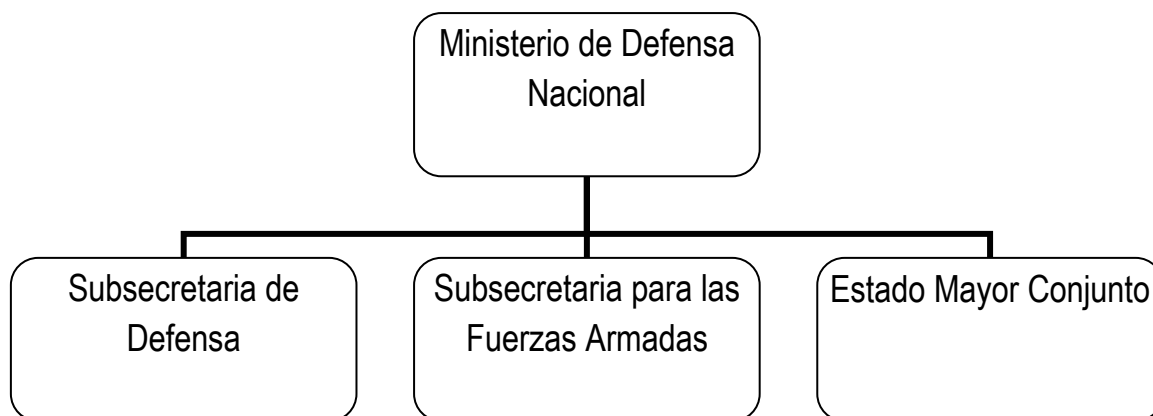 Ministerio de Defensa
Nacional
Subsecretaria de
Defensa
Subsecretaria para las
Fuerzas Armadas
Estado Mayor Conjunto